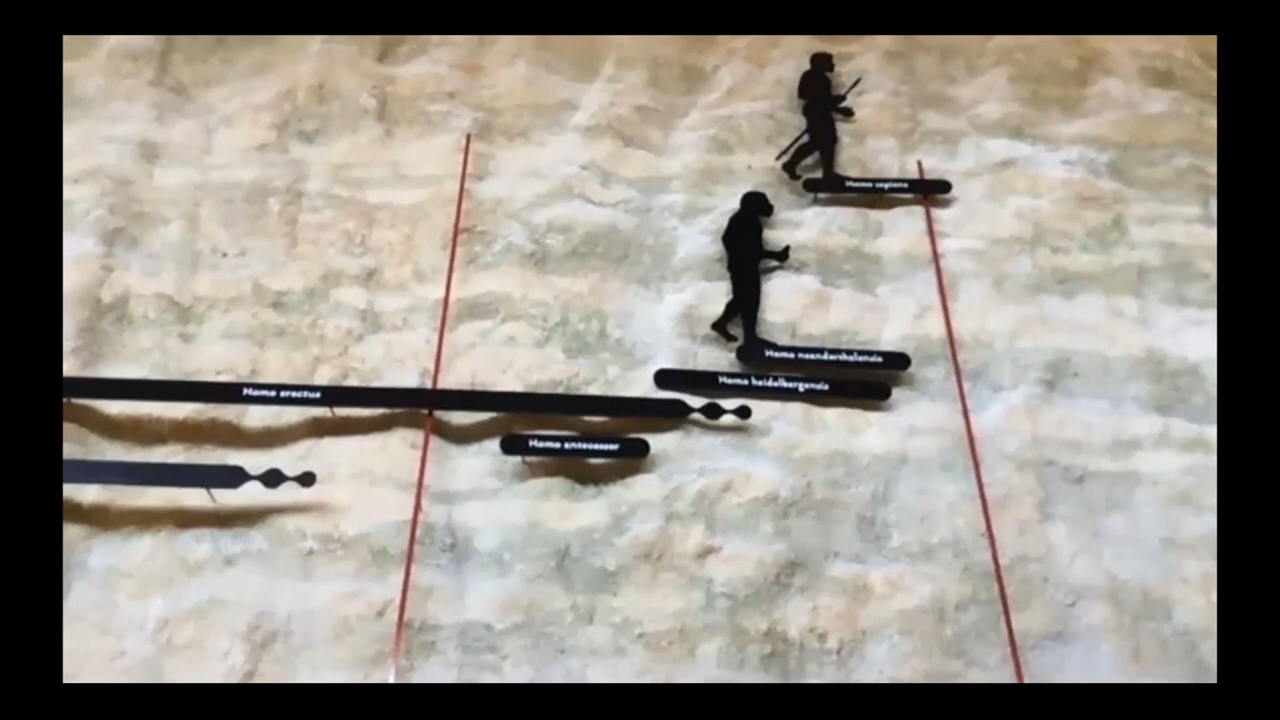 Homo sapiens
Homo neanderthalensis
Homo heidelbergensis
Homo erectus
Homo antecessor